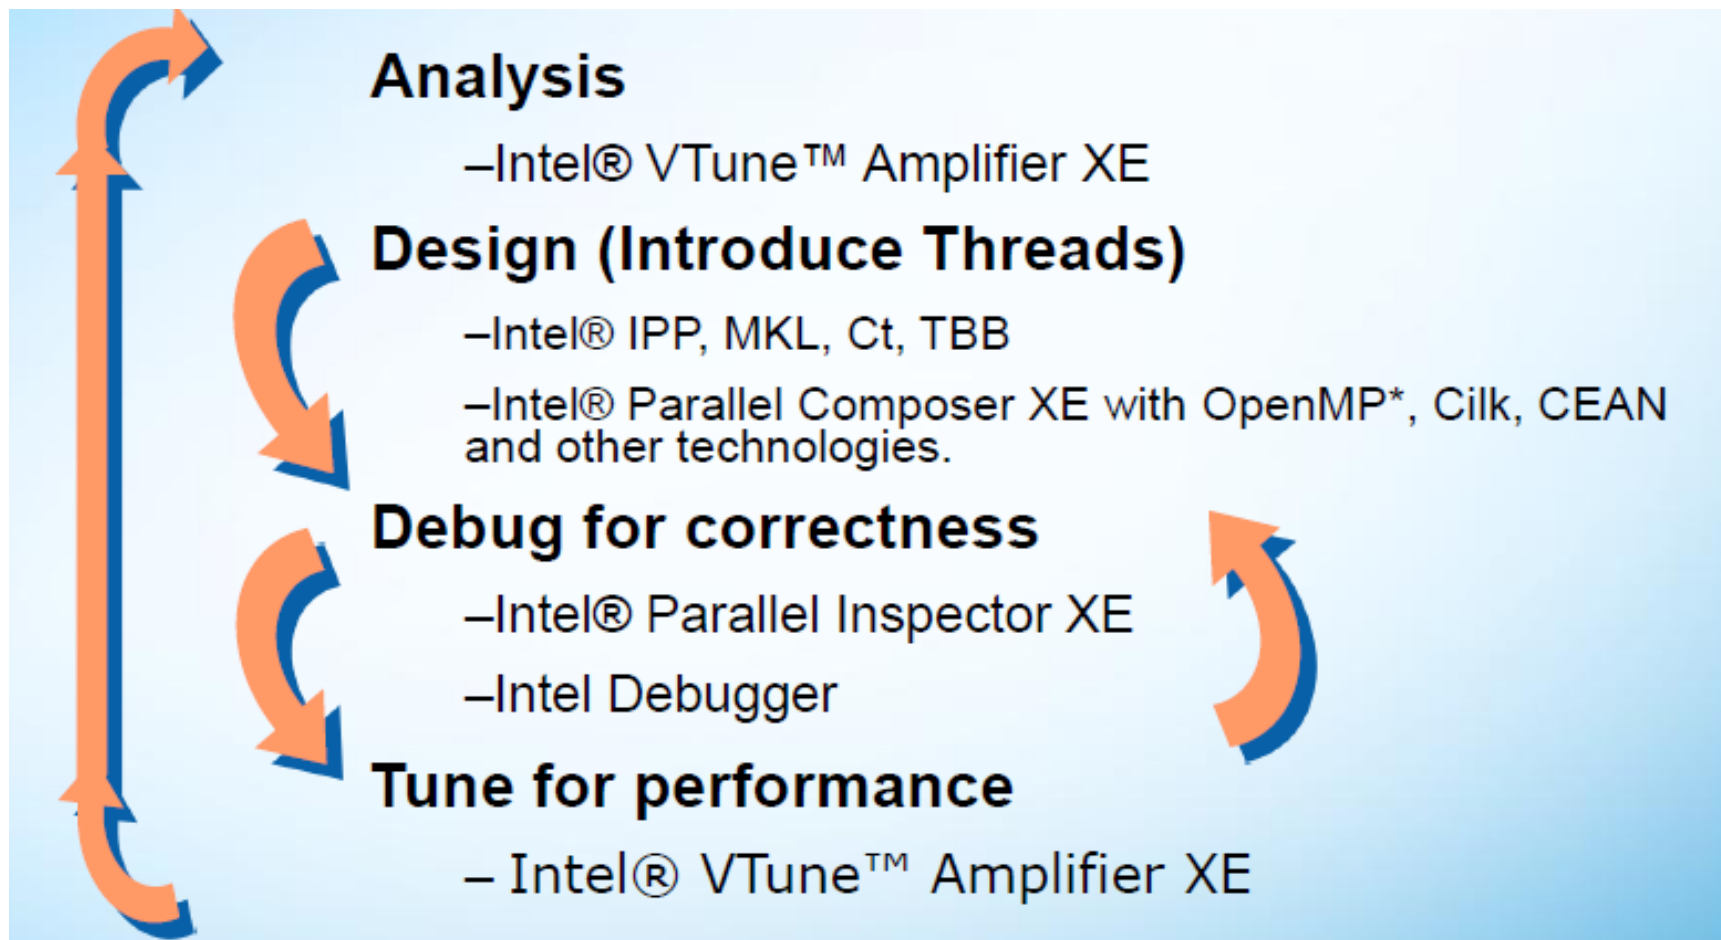 Analysis
–Intel® VTune™ Amplifier XE
Design (Introduce Threads)
–Intel® IPP, MKL, Ct, TBB
–Intel® Parallel Composer XE with OpenMP*, Cilk, CEAN
and other technologies.
Debug for correctness
–Intel® Parallel Inspector XE
–Intel Debugger
Tune for performance
– Intel® VTune™ Amplifier XE